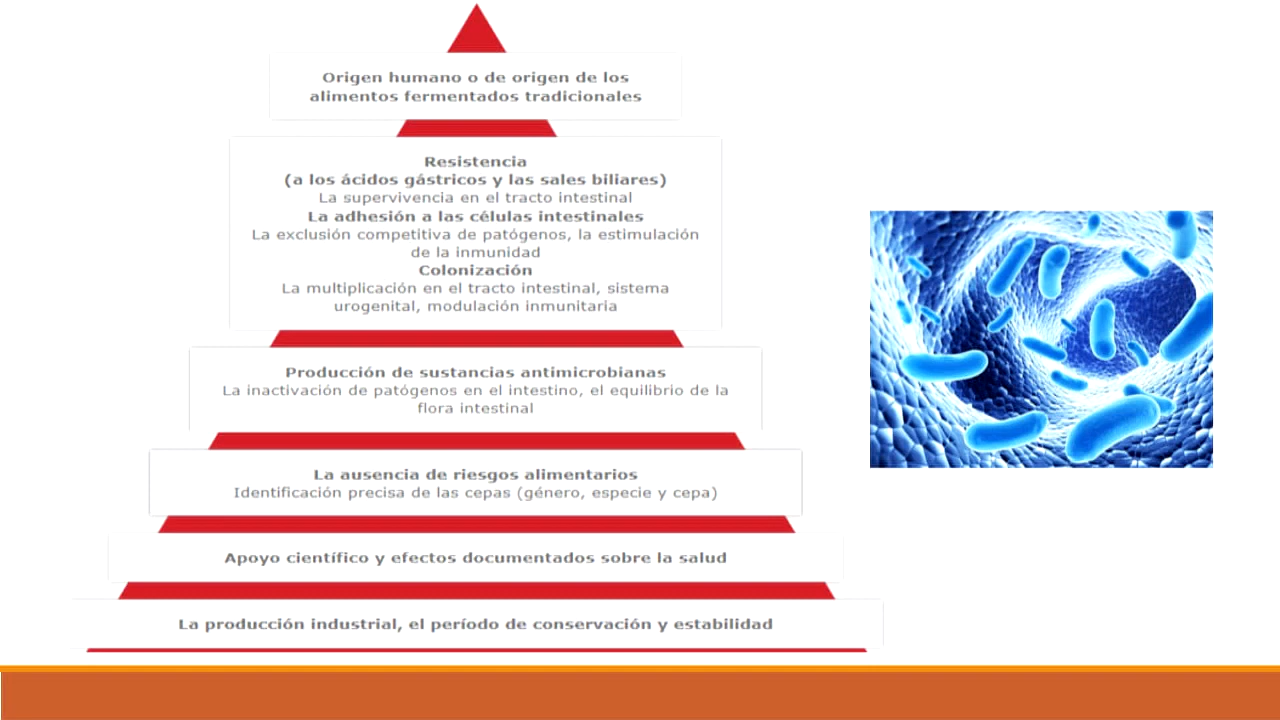 Origen humano o de origen de los
alimentos fermentados tradicionales
Resistencia
(a los ácidos gástricos y las sales biliares)
La supervivencia en el tracto intestinal
La adhesión a las células intestinales
La exclusión competitiva de patógenos, la estimulación
de la inmunidad
Colonización
La multiplicación en el tracto intestinal, sistema
urogenital, modulación inmunitaria
Producción de sustancias antimicrobianas
La inactivación de patógenos en el intestino, el equilibrio de la
flora intestinal
La ausencia de riesgos alimentarios
Identificación precisa de las cepas (género, especie y cepa)
Apoyo científico y efectos documentados sobre la salud
La producción industrial, el período de conservación y estabilidad